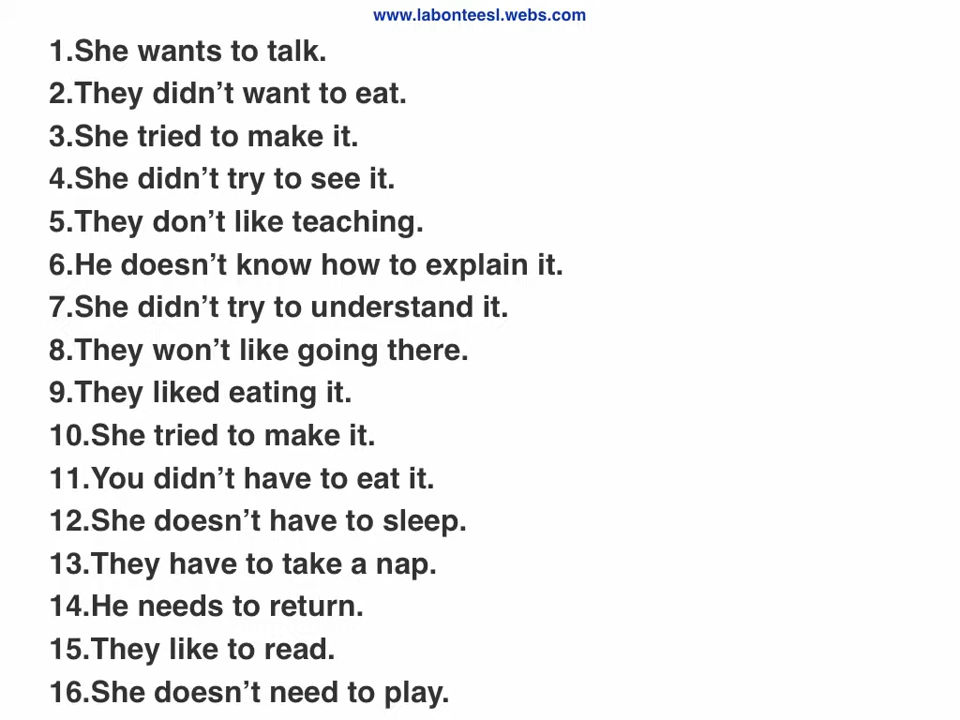 www.labonteesl.webs.com
1.She wants to talk.
2.They didn’t want to eat.
3.She tried to make it.
4.She didn’t try to see it.
5.They don’t like teaching.
6.He doesn’t know how to explain it.
7.She didn’t try to understand it.
8.They won’t like going there.
9.They liked eating it.
10.She tried to make it.
11.You didn’t have to eat it.
12.She doesn’t have to sleep.
13.They have to take a nap.
14.He needs to return.
15.They like to read.
16.She doesn’t need to play.